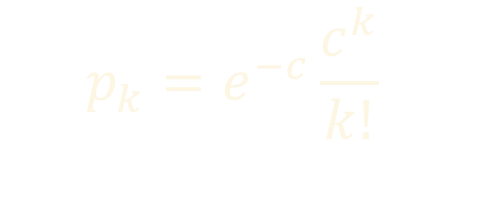 p_k = e^{-c} \frac{c^k}{k!}